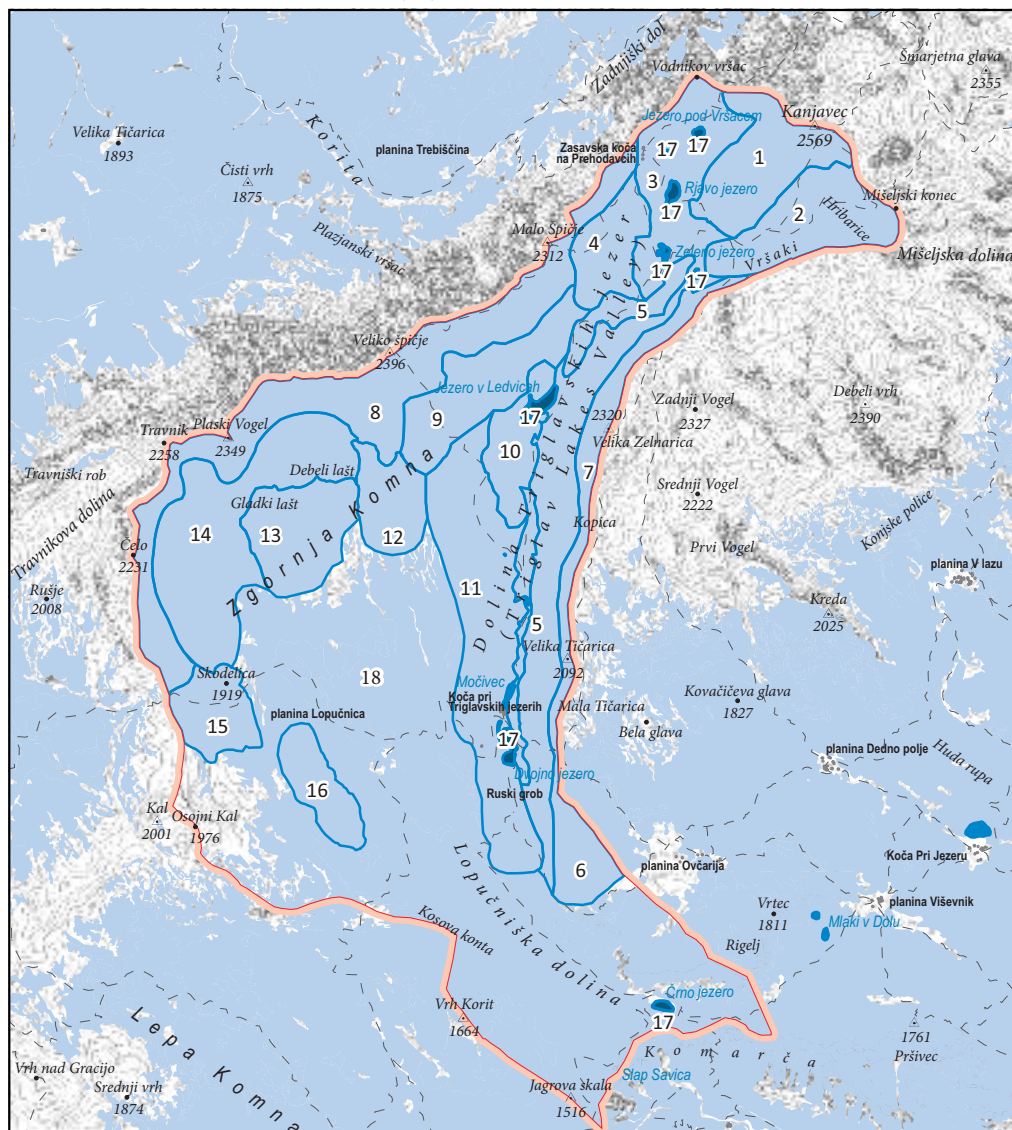 Zadnjiški dol
Šmarjetna glava
2355
Vodnikov vršac
Kanjavec
2569
Jezero pod Vršacem
Velika Tičarica
1893
Korita
planina Trebiščina
Zasavska koča
na Prehodavcih
17
17
1
3
Čisti vrh
1875
Rjavo jezero
17
2
Hribarice
Mišeljski konec
Plazjanski vršac
Malo Špičje
2312
4
Zeleno jezero
17
17
Vršaki
Mišeljska dolina
5
Veliko špičje
2396
Jezero v Ledvicah
17
8
9
10
2320
Velika Zelnarica
Zadnji Vogel
2327
Debeli vrh
2390
Travnik
2258
Plaski Vogel
2349
Travniški rob
Travnikova dolina
Debeli lašt
Gladki lašt
7
Srednji Vogel
2222
Kopica
Konjske police
14
13
12
Zgornja Komna
Prvi Vogel
Čelo
2231
planina V lazu
Rušje
2008
11
Dolina Triglavskih jezer
(Triglav Lakes Valley)
5
Kreda
2025
Velika Tičarica
2092
Skodelica
1919
18
Močivec
Koča pri
Triglavskih jezerih
Kovačičeva glava
1827
Mala Tičarica
Bela glava
15
planina Lopučnica
17
Dvojno jezero
planina Dedno polje
Huda rupa
16
Ruski grob
Kal
2001
Osojni Kal
1976
Koča Pri Jezeru
planina Ovčarija
6
planina Viševnik
Vrtec
1811
Mlaki v Dolu
Kosova konta
Lopučniška dolina
Rigelj
Črno jezero
17
Vrh Korit
1664
1761
Pršivec
Komarča
Lepa Komna
Vrh nad Gracijo
Srednji vrh
1874
Slap Savica
Jagrova skala
1516